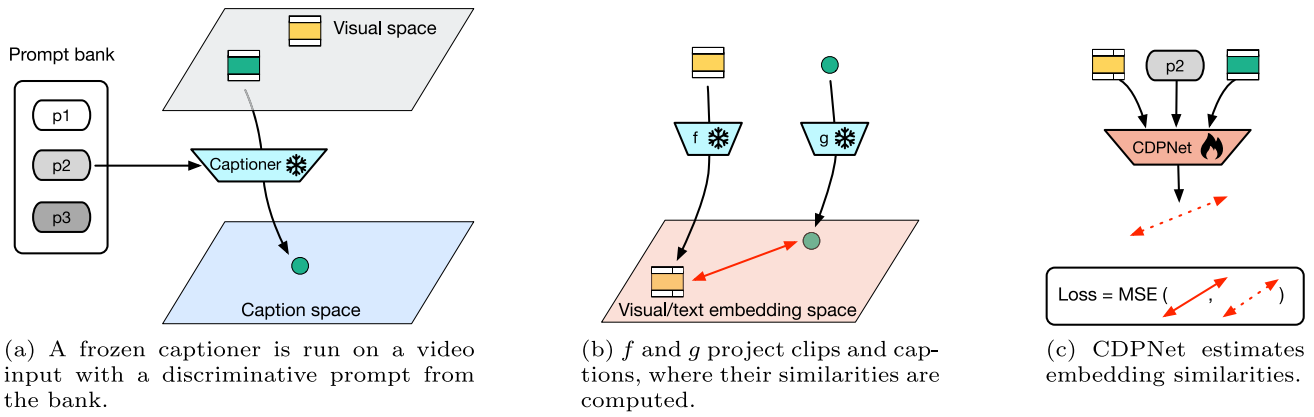 Prompt bank
p1
p2
p3
Visual space
Captioner
Caption space
(a) A frozen captioner is run on a video
input with a discriminative prompt from
the bank.
f
g
Visual/text embedding space
(b) f and g project clips and cap-
tions, where their similarities are
computed.
p2
CDPNet
Loss = MSE ( , )
(c) CDPNet estimates
embedding similarities.